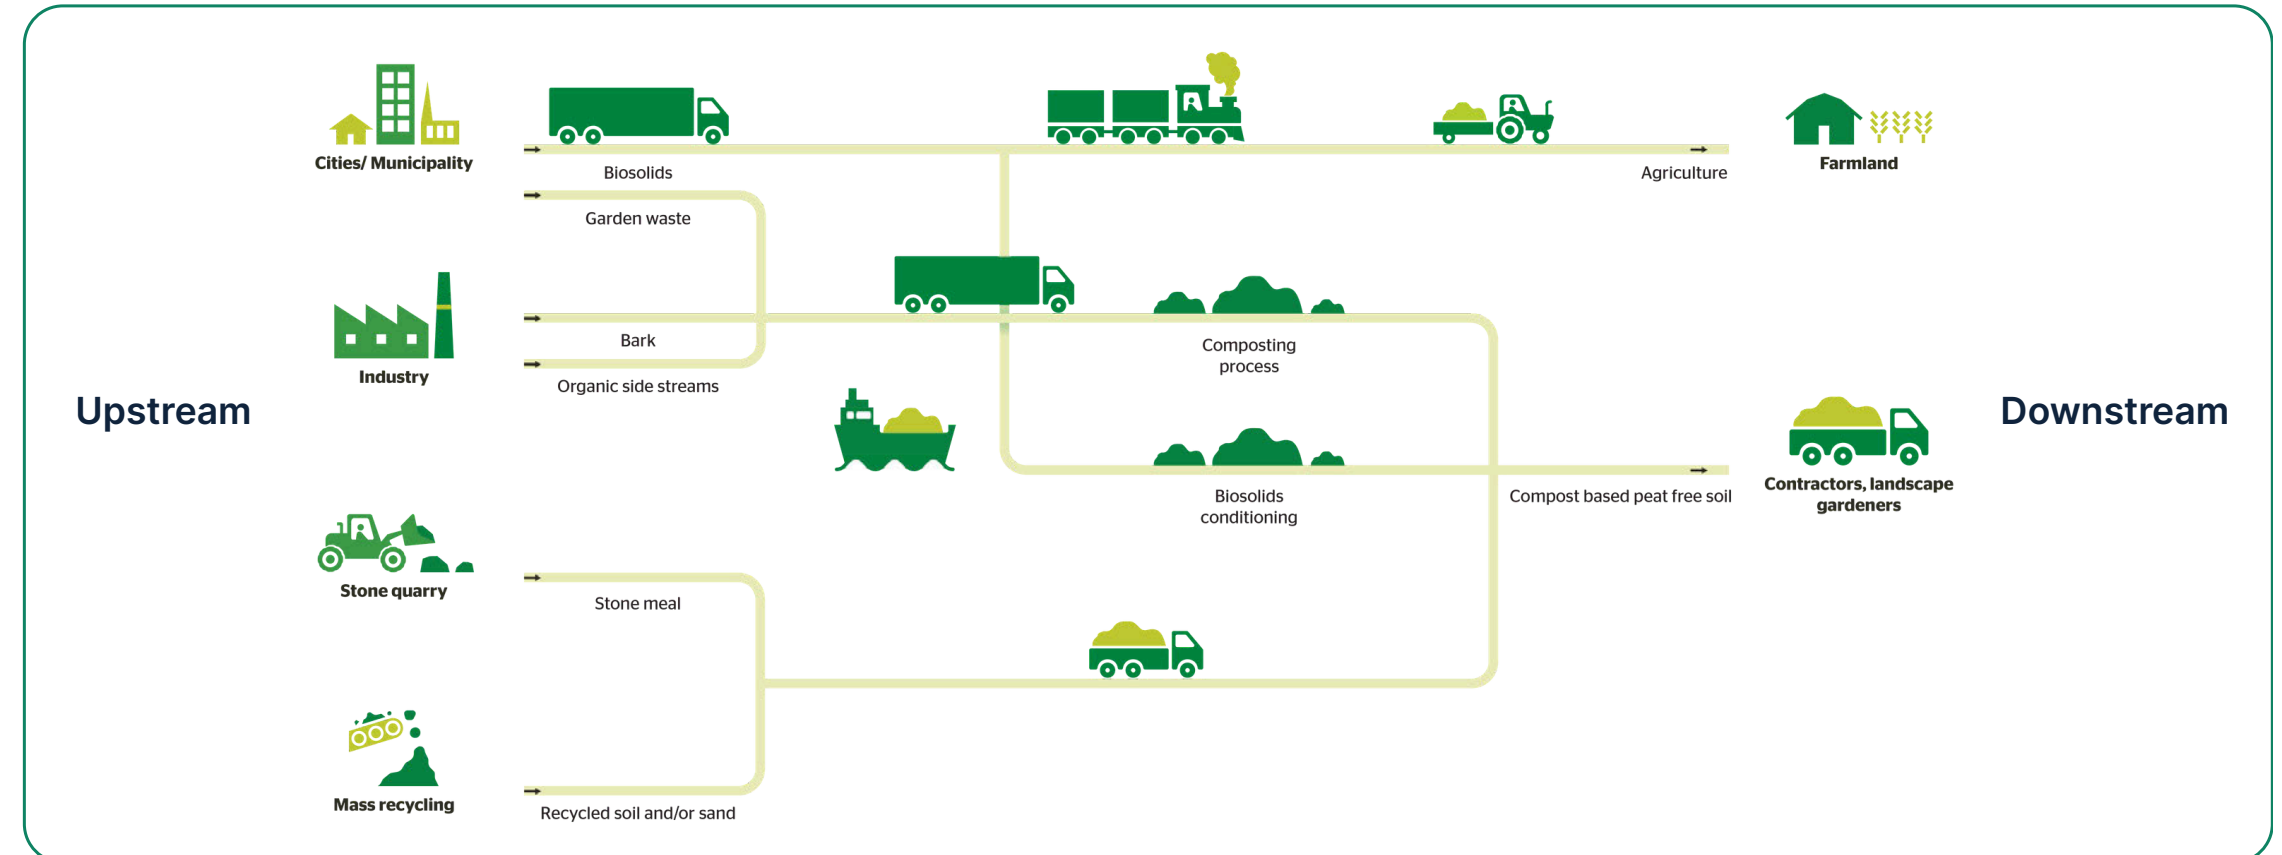 Cities/ Municipality
Biosolids
Agriculture
Farmland
Garden waste
Bark
Composting
process
Industry
Organic side streams
Upstream
Downstream
Biosolids
conditioning
Compost based peat free soil
Contractors, landscape
gardeners
Stone quarry
Stone meal
Mass recycling
Recycled soil and/or sand